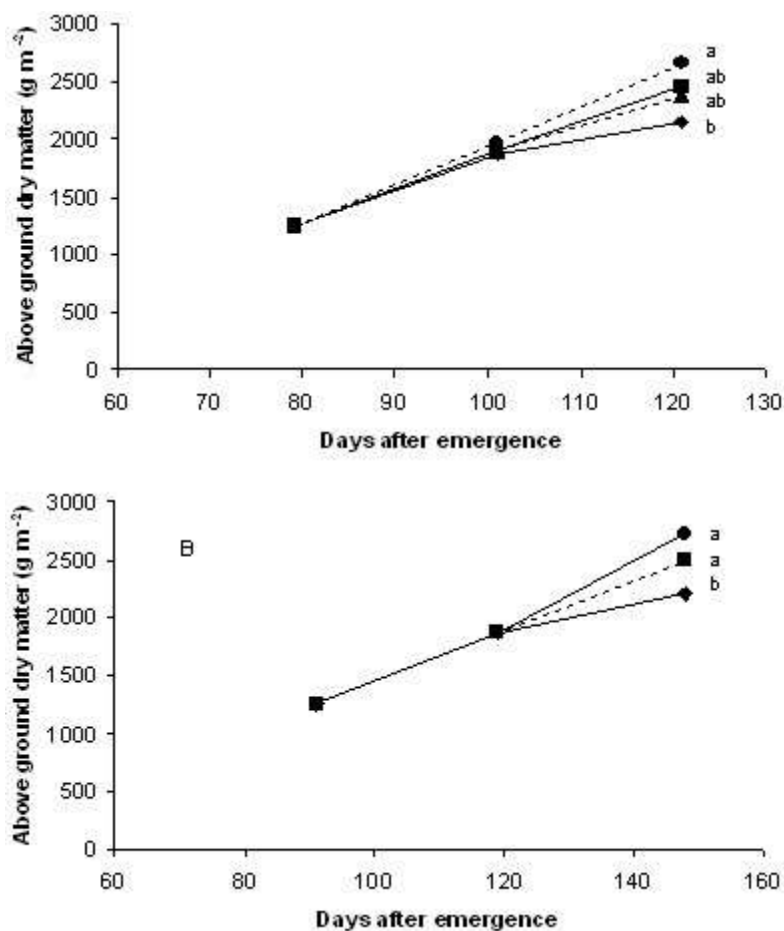 Above ground dry matter (g m⁻²)
3000
2500
2000
1500
1000
500
0
a
ab
ab
b
60 70 80 90 100 110 120 130
Days after emergence
Above ground dry matter (g m⁻²)
3000
2500
2000
1500
1000
500
0
B
a
a
b
60 80 100 120 140 160
Days after emergence